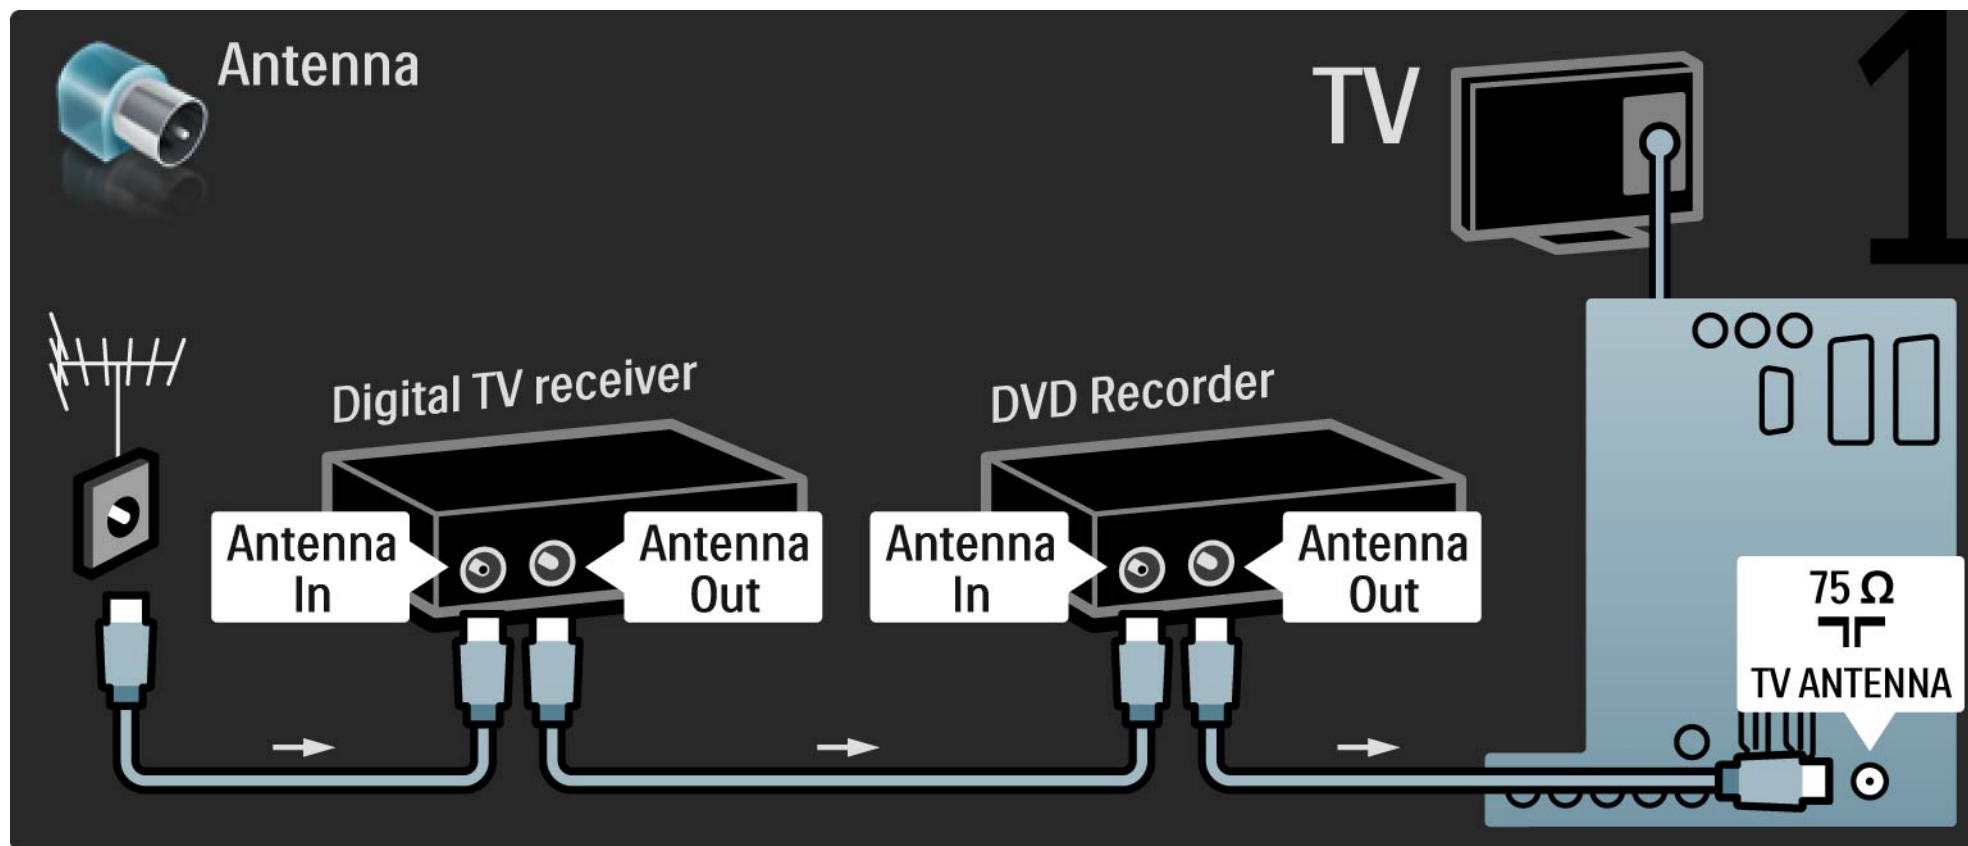 Antenna
TV
1
Digital TV receiver
DVD Recorder
Antenna
In
Antenna
Out
Antenna
In
Antenna
Out
75 Ω
TV ANTENNA